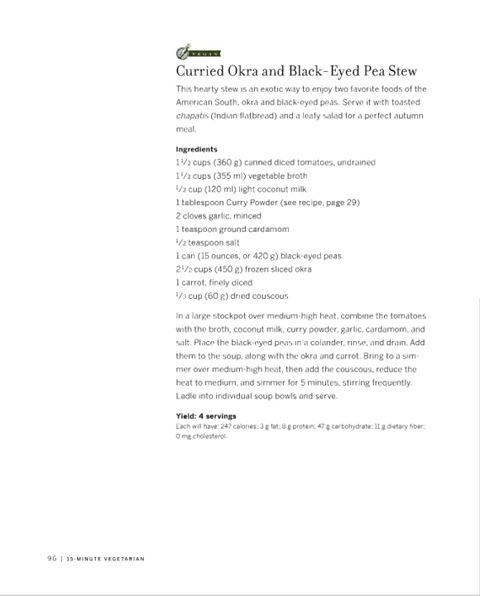 VEGAN
Curried Okra and Black-Eyed Pea Stew
This hearty stew is an exotic way to enjoy two favorite foods of the
American South, okra and black-eyed peas. Serve it with toasted
chapatis (Indian flatbread) and a leafy salad for a perfect autumn
meal.
Ingredients
1 1/2 cups (360 g) canned diced tomatoes, undrained
1 1/2 cups (355 ml) vegetable broth
1/2 cup (120 ml) light coconut milk
1 tablespoon Curry Powder (see recipe, page 29)
2 cloves garlic, minced
1 teaspoon ground cardamom
1/2 teaspoon salt
1 can (15 ounces, or 420 g) black-eyed peas
2 1/2 cups (450 g) frozen sliced okra
1 carrot, finely diced
1/3 cup (60 g) dried couscous
In a large stockpot over medium-high heat, combine the tomatoes
with the broth, coconut milk, curry powder, garlic, cardamom, and
salt. Place the black-eyed peas in a colander, rinse, and drain. Add
them to the soup, along with the okra and carrot. Bring to a sim-
mer over medium-high heat, then add the couscous, reduce the
heat to medium, and simmer for 5 minutes, stirring frequently.
Ladle into individual soup bowls and serve.
Yield: 4 servings
Each will have: 247 calories; 3 g fat; 8 g protein; 47 g carbohydrate; 11 g dietary fiber;
0 mg cholesterol.
96 | 15-MINUTE VEGETARIAN